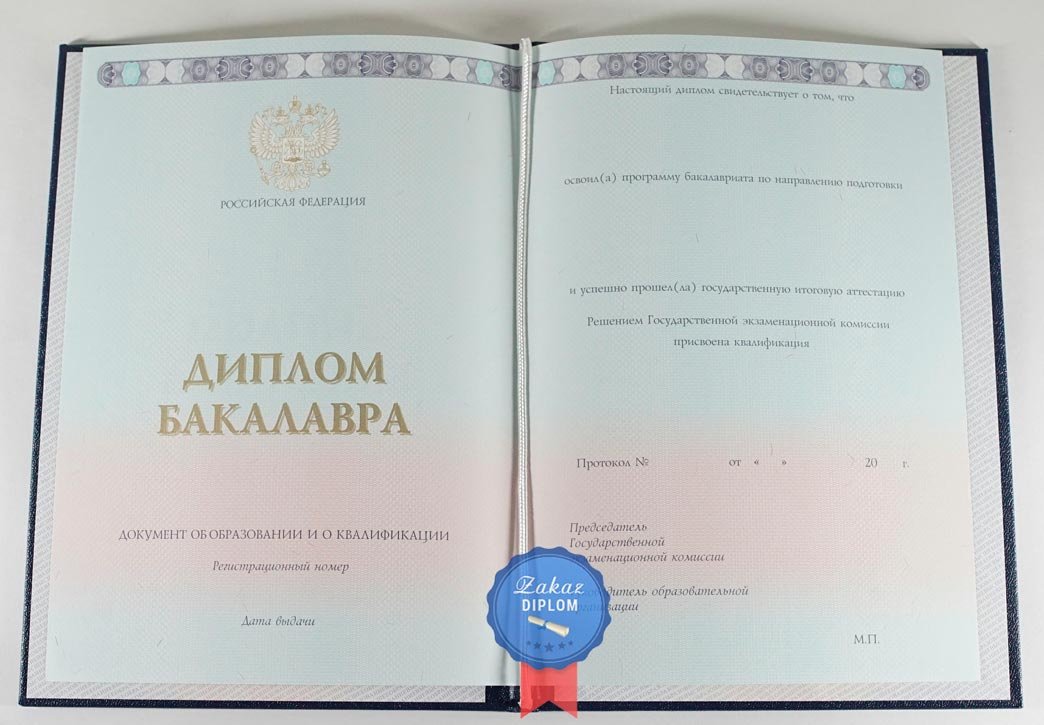 РОССИЙСКАЯ ФЕДЕРАЦИЯ
ДИПЛОМ
БАКАЛАВРА
ДОКУМЕНТ ОБ ОБРАЗОВАНИИ И О КВАЛИФИКАЦИИ
Регистрационный номер
Дата выдачи
Настоящий диплом свидетельствует о том, что
освоил(а) программу бакалавриата по направлению подготовки
и успешно прошел(ла) государственную итоговую аттестацию
Решением Государственной экзаменационной комиссии
присвоена квалификация
Протокол № от « » 20 г.
Председатель
Государственной
экзаменационной комиссии
образовательной
М.П.
Zakaz
DIPLOM